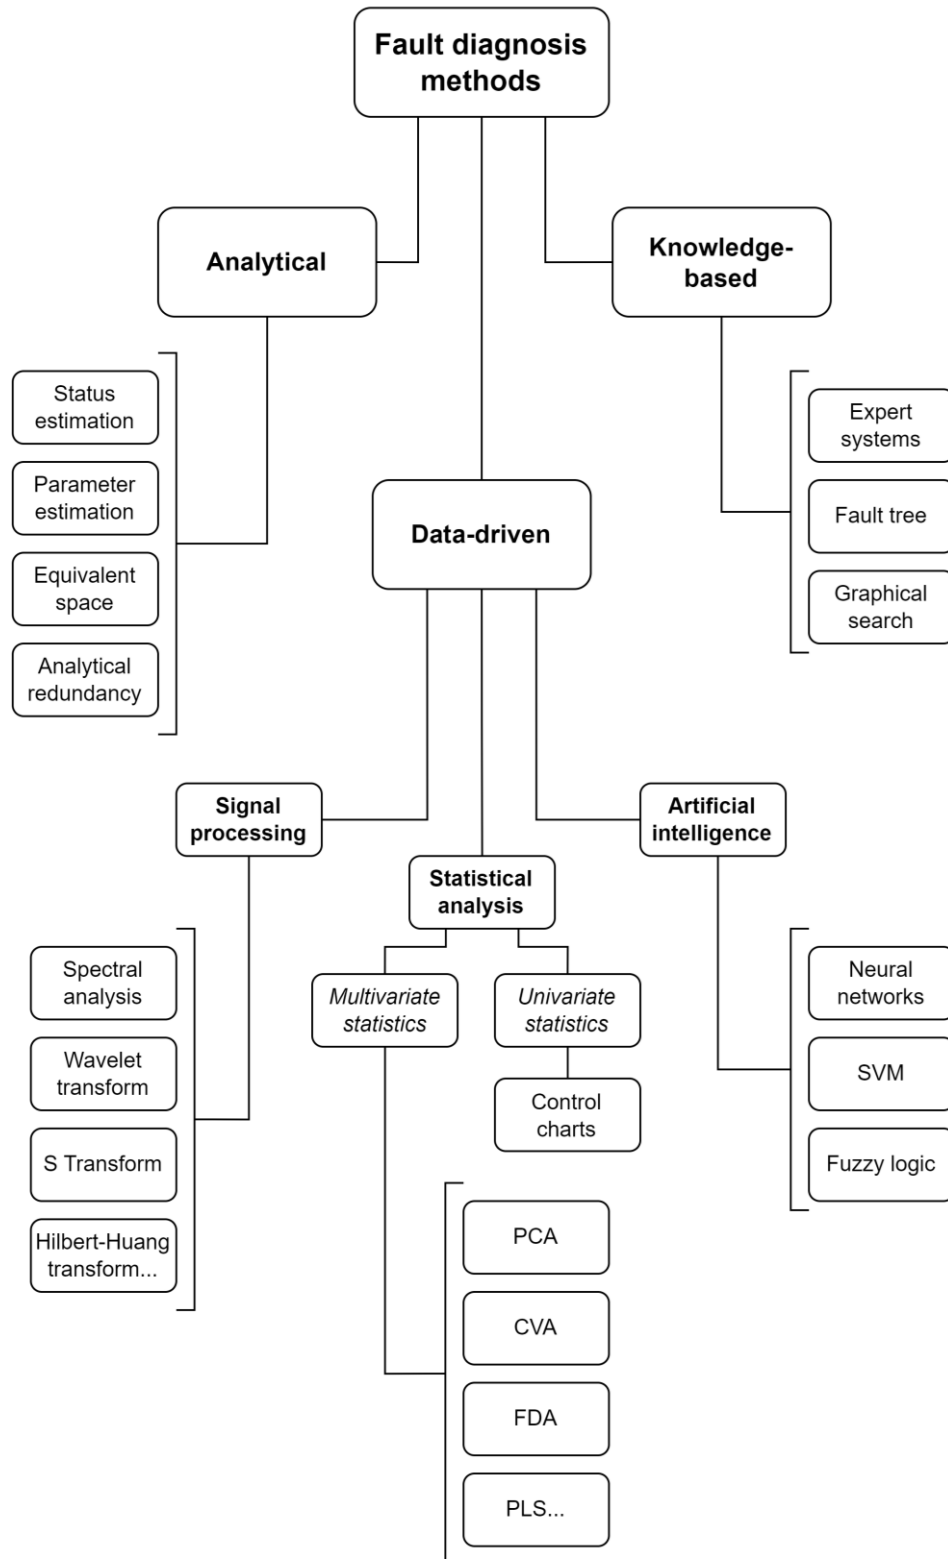 Fault diagnosis
methods
Analytical
Knowledge-
based
Status
estimation
Parameter
estimation
Equivalent
space
Analytical
redundancy
Expert
systems
Fault tree
Graphical
search
Data-driven
Signal
processing
Statistical
analysis
Artificial
intelligence
Spectral
analysis
Wavelet
transform
S Transform
Hilbert-Huang
transform...
Multivariate
statistics
Univariate
statistics
Control
charts
PCA
CVA
FDA
PLS...
Neural
networks
SVM
Fuzzy logic